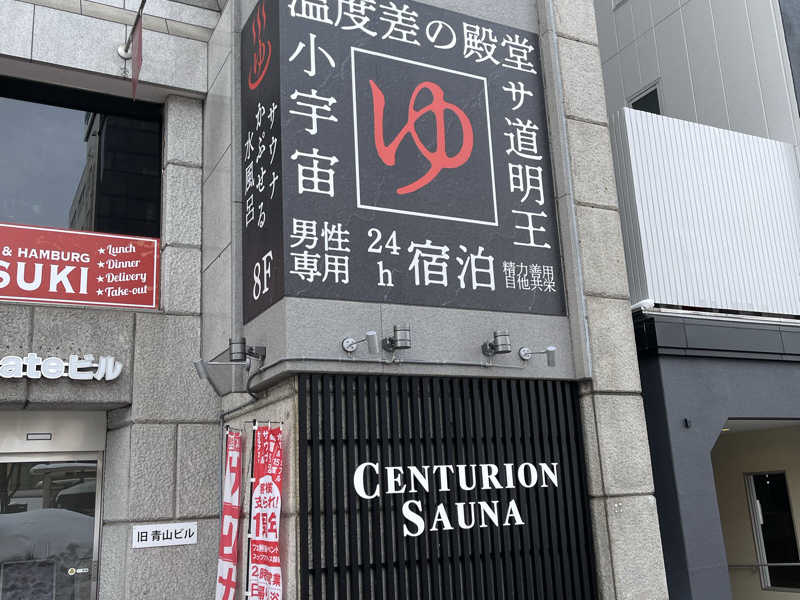 温度差の殿堂
小宇宙
ゆ
サ道明王
男性
専用
24
h
宿泊
精力善用
自他共栄
ゆ
サウナ
かぷせる
水風呂
8F
& HAMBURG
SUKI
★Lunch
★Dinner
★Delivery
★Take-out
ateビル
旧 青山ビル
CENTURION
SAUNA